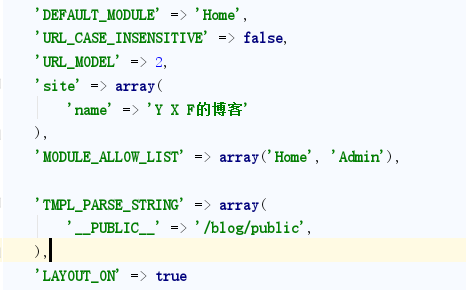 'DEFAULT_MODULE' => 'Home',
'URL_CASE_INSENSITIVE' => false,
'URL_MODEL' => 2,
'site' => array(
'name' => 'Y X F的博客'
),
'MODULE_ALLOW_LIST' => array('Home', 'Admin'),
'TMPL_PARSE_STRING' => array(
'__PUBLIC__' => '/blog/public',
),
'LAYOUT_ON' => true